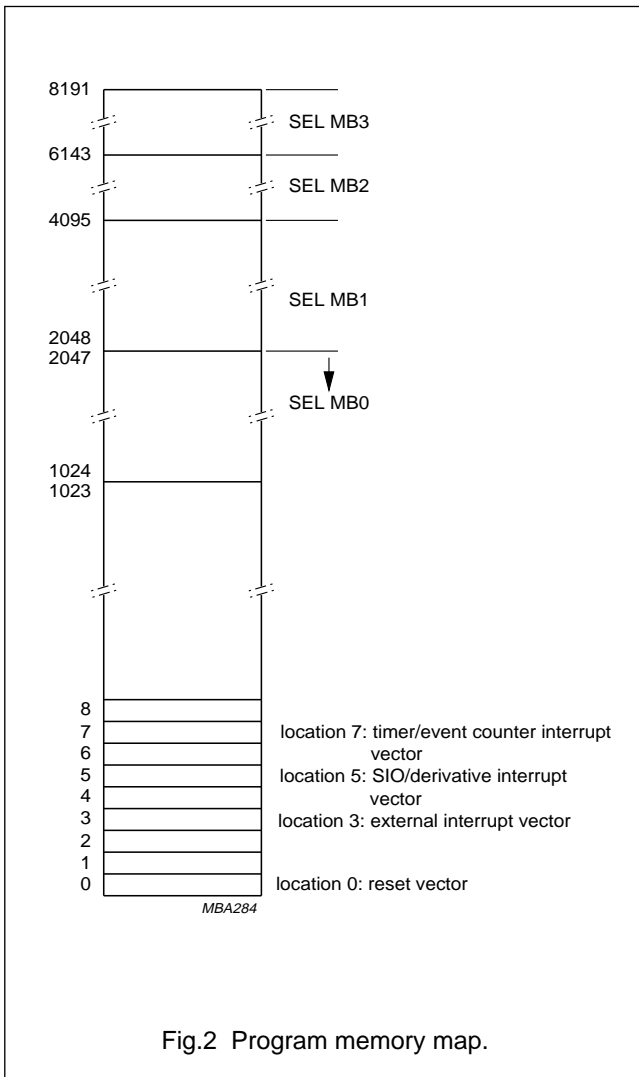 8191
SEL MB3
6143
SEL MB2
4095
SEL MB1
2048
2047
SEL MB0
1024
1023
8
7 location 7: timer/event counter interrupt
vector
6
5 location 5: SIO/derivative interrupt
vector
4
3 location 3: external interrupt vector
2
1
0 location 0: reset vector
MBA284
Fig.2 Program memory map.